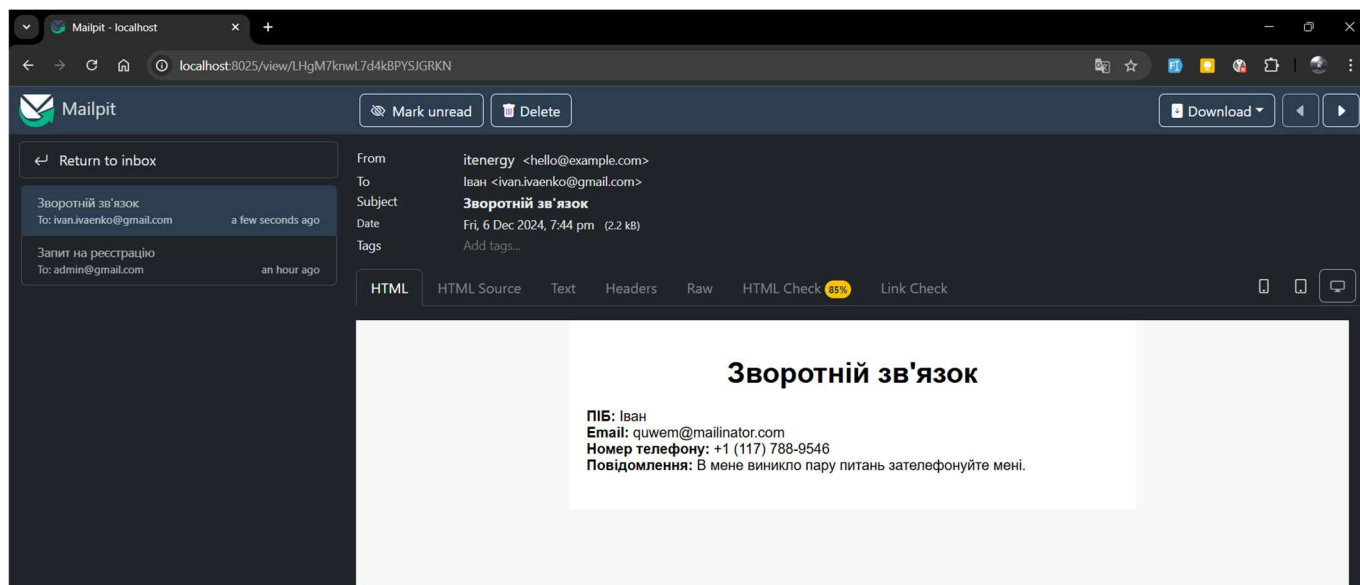 Mailpit - localhost
localhost:8025/view/LHgM7knwL7d4kBPYSJGRKN
Mailpit
Mark unread
Delete
Download
Return to inbox
Зворотній зв'язок
To: ivan.ivaenko@gmail.com a few seconds ago
Запит на реєстрацію
To: admin@gmail.com an hour ago
From itenergy <hello@example.com>
To Іван <ivan.ivaenko@gmail.com>
Subject Зворотній зв'язок
Date Fri, 6 Dec 2024, 7:44 pm (2.2 kB)
Tags Add tags...
HTML HTML Source Text Headers Raw HTML Check 85% Link Check
Зворотній зв'язок
ПІБ: Іван
Email: quwem@mailinator.com
Номер телефону: +1 (117) 788-9546
Повідомлення: В мене виникло пару питань зателефонуйте мені.